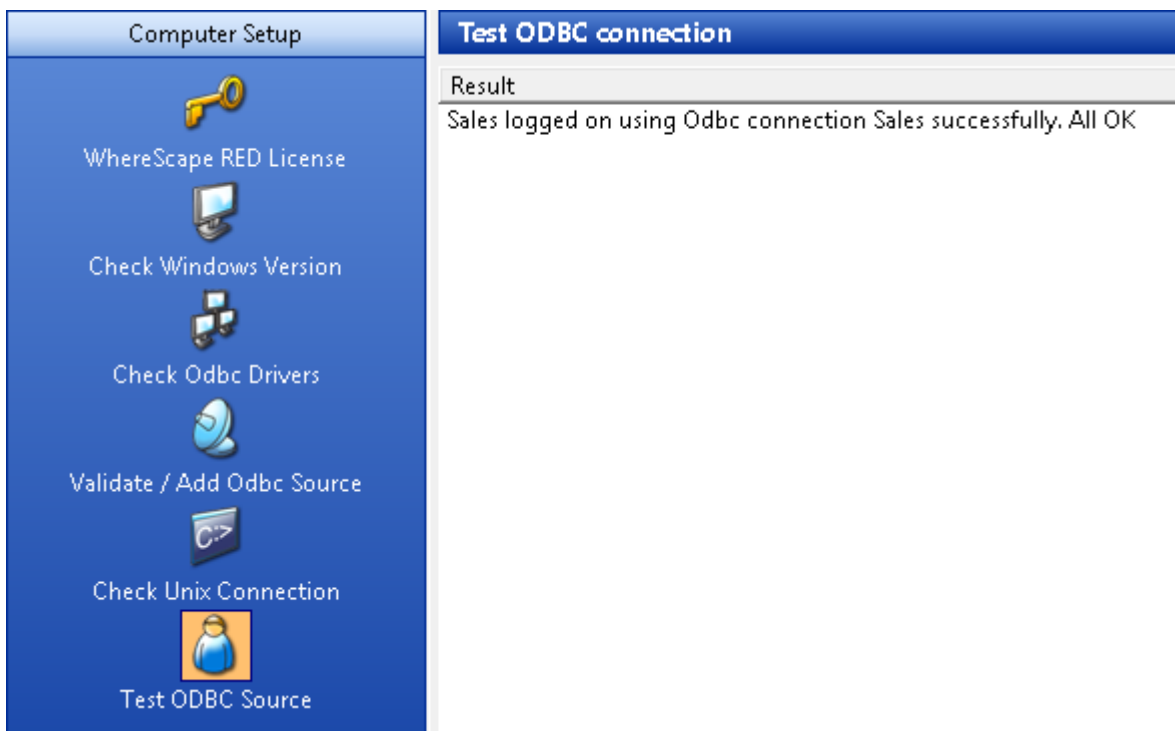 Computer Setup
WhereScape RED License
Check Windows Version
Check Odbc Drivers
Validate / Add Odbc Source
C:>
Check Unix Connection
Test ODBC Source
Test ODBC connection
Result
Sales logged on using Odbc connection Sales successfully. All OK